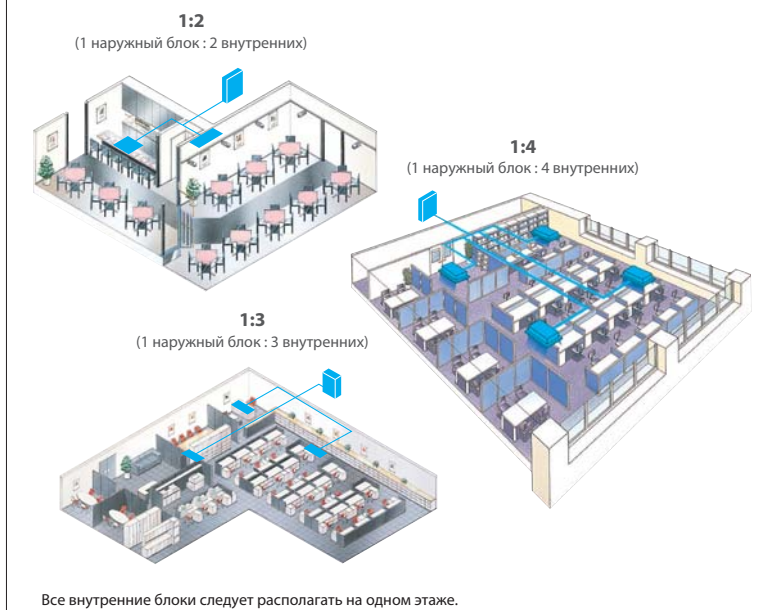 1:2
(1 наружный блок : 2 внутренних)
1:4
(1 наружный блок : 4 внутренних)
1:3
(1 наружный блок : 3 внутренних)
Все внутренние блоки следует располагать на одном этаже.